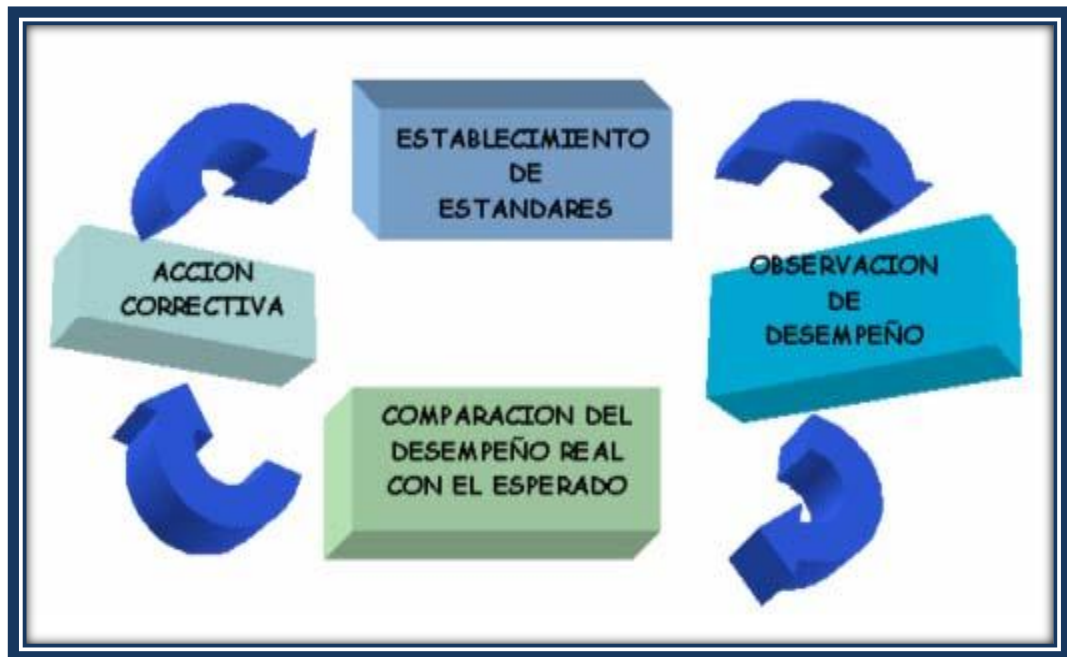 ESTABLECIMIENTO
DE
ESTANDARES
OBSERVACION
DE
DESEMPEÑO
COMPARACION DEL
DESEMPEÑO REAL
CON EL ESPERADO
ACCION
CORRECTIVA